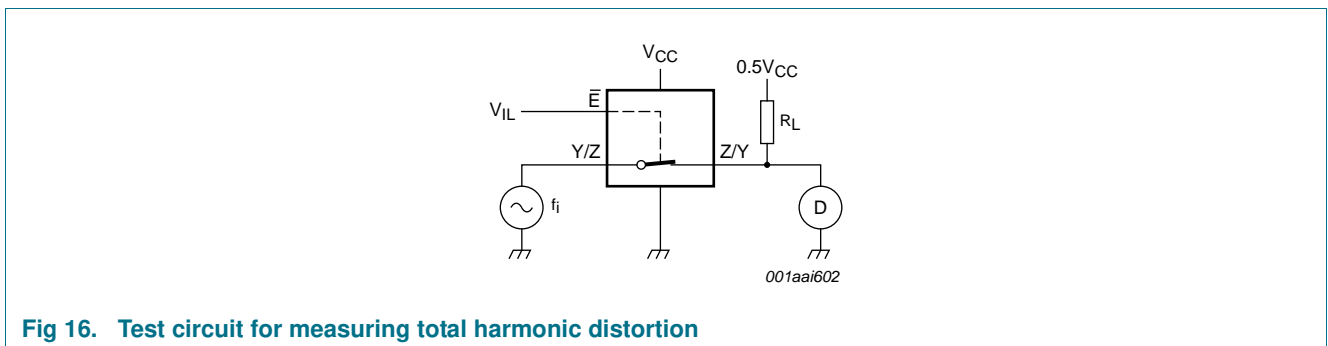 VCC
0.5VCC
E̅
VIL
RL
Y/Z
Z/Y
fi
D
001aai602
Fig 16. Test circuit for measuring total harmonic distortion